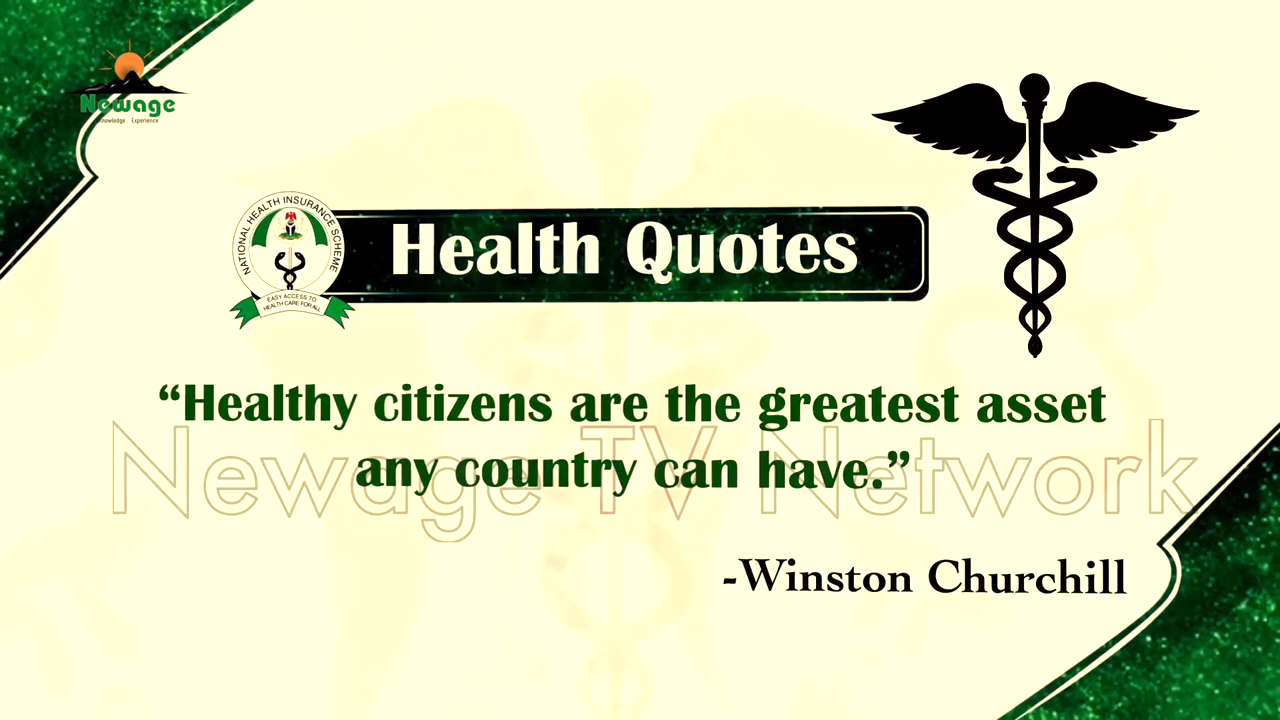 Newage
Knowledge · Experience
NATIONAL HEALTH INSURANCE SCHEME
EASY ACCESS TO
HEALTH CARE FOR ALL
Health Quotes
“Healthy citizens are the greatest asset
any country can have.”
Newage TV Network
-Winston Churchill